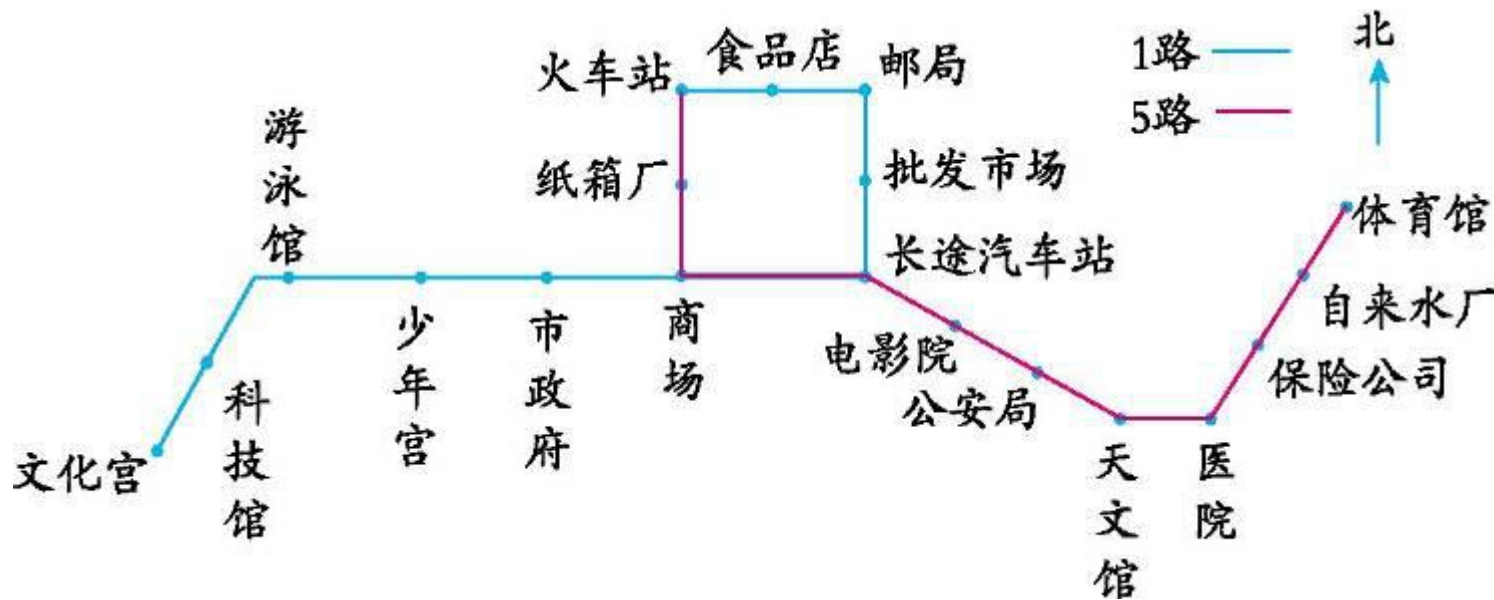 火车站
食品店
邮局
1路
北
5路
游泳馆
纸箱厂
批发市场
体育馆
长途汽车站
自来水厂
少年宫
市政府
商场
电影院
保险公司
公安局
科技馆
文化宫
天文馆
医院